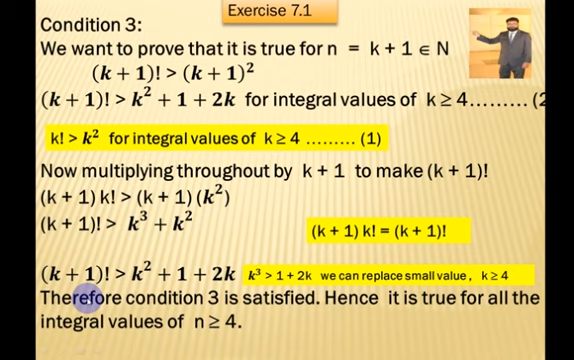 Exercise 7.1
Condition 3:
We want to prove that it is true for n = k + 1 ∈ N
(k + 1)! > (k + 1)²
(k + 1)! > k² + 1 + 2k for integral values of k ≥ 4……… (2
k! > k² for integral values of k ≥ 4 ……… (1)
Now multiplying throughout by k + 1 to make (k + 1)!
(k + 1) k! > (k + 1) (k²)
(k + 1)! > k³ + k²
(k + 1) k! = (k + 1)!
(k + 1)! > k² + 1 + 2k k³ > 1 + 2k we can replace small value, k ≥ 4
Therefore condition 3 is satisfied. Hence it is true for all the
integral values of n ≥ 4.